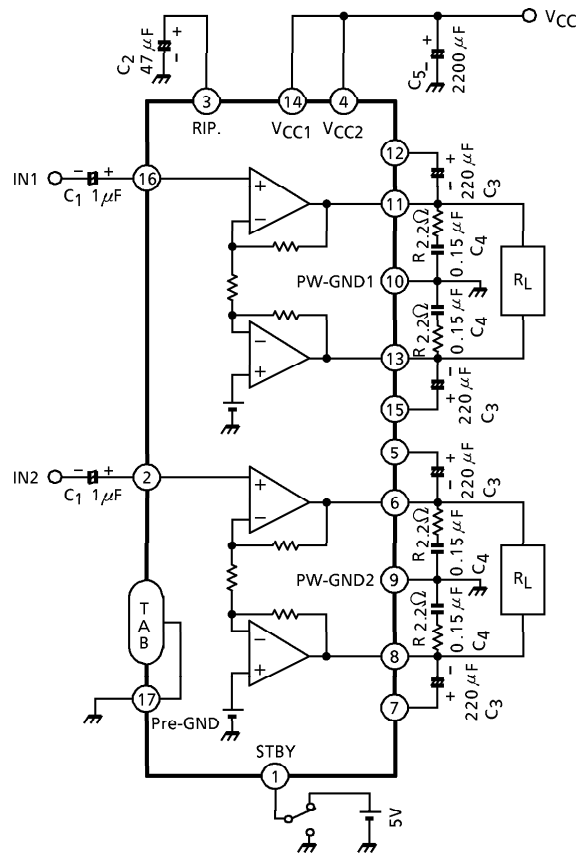 C2
47 μF
+
-
VCC
+
C5
-
2200 μF
3
RIP.
14
VCC1
4
VCC2
12
+
-
220 μF
C3
IN1
- +
C1 1μF
16
+
-
11
R 2.2Ω
0.15 μF
C4
PW-GND1
10
RL
R 2.2Ω
0.15 μF
C4
-
+
13
-
+
220 μF
C3
15
5
+
-
220 μF
C3
IN2
- +
C1 1μF
2
+
-
6
R 2.2Ω
0.15 μF
C4
PW-GND2
9
RL
R 2.2Ω
0.15 μF
C4
TAB
-
+
8
-
+
220 μF
C3
7
17
Pre-GND
STBY
1
5V